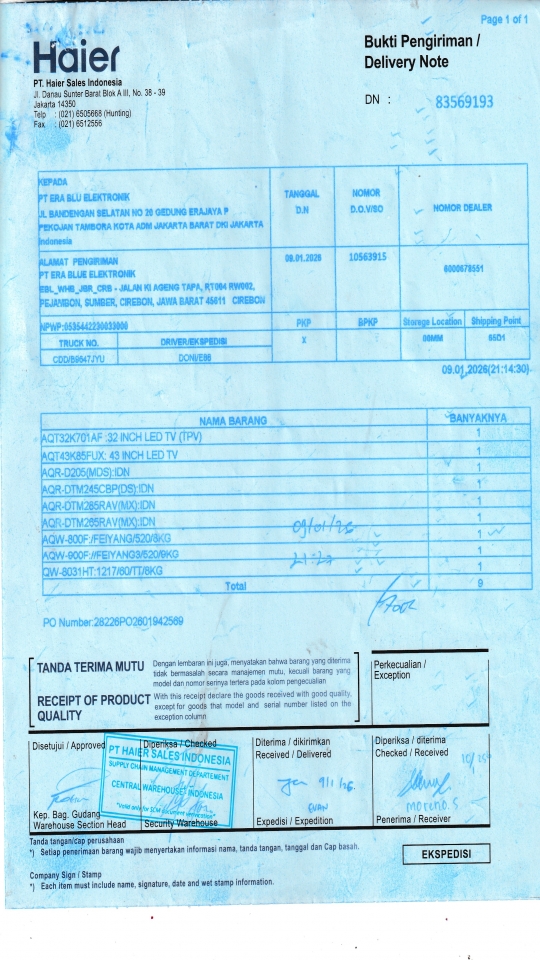 Page 1 of 1
Haier
Bukti Pengiriman /
Delivery Note
PT. Haier Sales Indonesia
Jl. Danau Sunter Barat Blok A III, No. 38 - 39
Jakarta 14350
Telp : (021) 6505668 (Hunting)
Fax : (021) 6512556
DN : 83569193
KEPADA
PT ERA BLU ELEKTRONIK
JL BANDENGAN SELATAN NO 20 GEDUNG ERAJAYA P
PEKOJAN TAMBORA KOTA ADM JAKARTA BARAT DKI JAKARTA
Indonesia
TANGGAL D.N
NOMOR D.O.V/SO
NOMOR DEALER
ALAMAT PENGIRIMAN
PT ERA BLUE ELEKTRONIK
EBL_WHB_JBR_CRB - JALAN KI AGENG TAPA, RT004 RW002,
PEJAMBON, SUMBER, CIREBON, JAWA BARAT 45611 CIREBON
09.01.2026
10563915
6000678551
NPWP:
PKP
BPKP
Storage Location
Shipping Point
TRUCK NO.
DRIVER/EKSPEDISI
X
CDD/B9547JYU
09.01.2026(21:14:30)
NAMA BARANG BANYAKNYA
AQT32K701AF :32 INCH LED TV (TPV) 1
AQT43K85FUX: 43 INCH LED TV 1
AQR-D205(MDS):IDN 1
AQR-DTM245CBP(DS):IDN 1
AQR-DTM265RAV(MX):IDN 1
AQR-DTM265RAV(MX):IDN 1
09/01/26
AQW-800F:/FEIYANG/520/8KG 1
AQW-900F://FEIYANG3/520/9KG 1
21:27
QW-8031HT:1217/60/TT/8KG 1
Total 9
PO Number:28226PO2601942569
TANDA TERIMA MUTU
Dengan lembaran ini juga, menyatakan bahwa barang yang diterima
tidak bermasalah secara manajemen mutu, kecuali barang yang
model dan nomor serinya tertera pada kolom pengecualian
RECEIPT OF PRODUCT
QUALITY
With this receipt declare the goods received with good quality,
except for goods that model and serial number listed on the
exception column
Perkecualian /
Exception
Disetujui / Approved
Diperiksa / Checked
Diterima / dikirimkan
Received / Delivered
Diperiksa / diterima
Checked / Received
PT HAIER SALES INDONESIA
SUPPLY CHAIN MANAGEMENT DEPARTEMENT
CENTRAL WAREHOUSE INDONESIA
9/1/26.
Moreno.S
Kep. Bag. Gudang
Warehouse Section Head
Security Warehouse
Expedisi / Expedition
Penerima / Receiver
Tanda tangan/cap perusahaan
*) Setiap penerimaan barang wajib menyertakan informasi nama, tanda tangan, tanggal dan Cap basah.
EKSPEDISI
Company Sign / Stamp
*) Each item must include name, signature, date and wet stamp information.